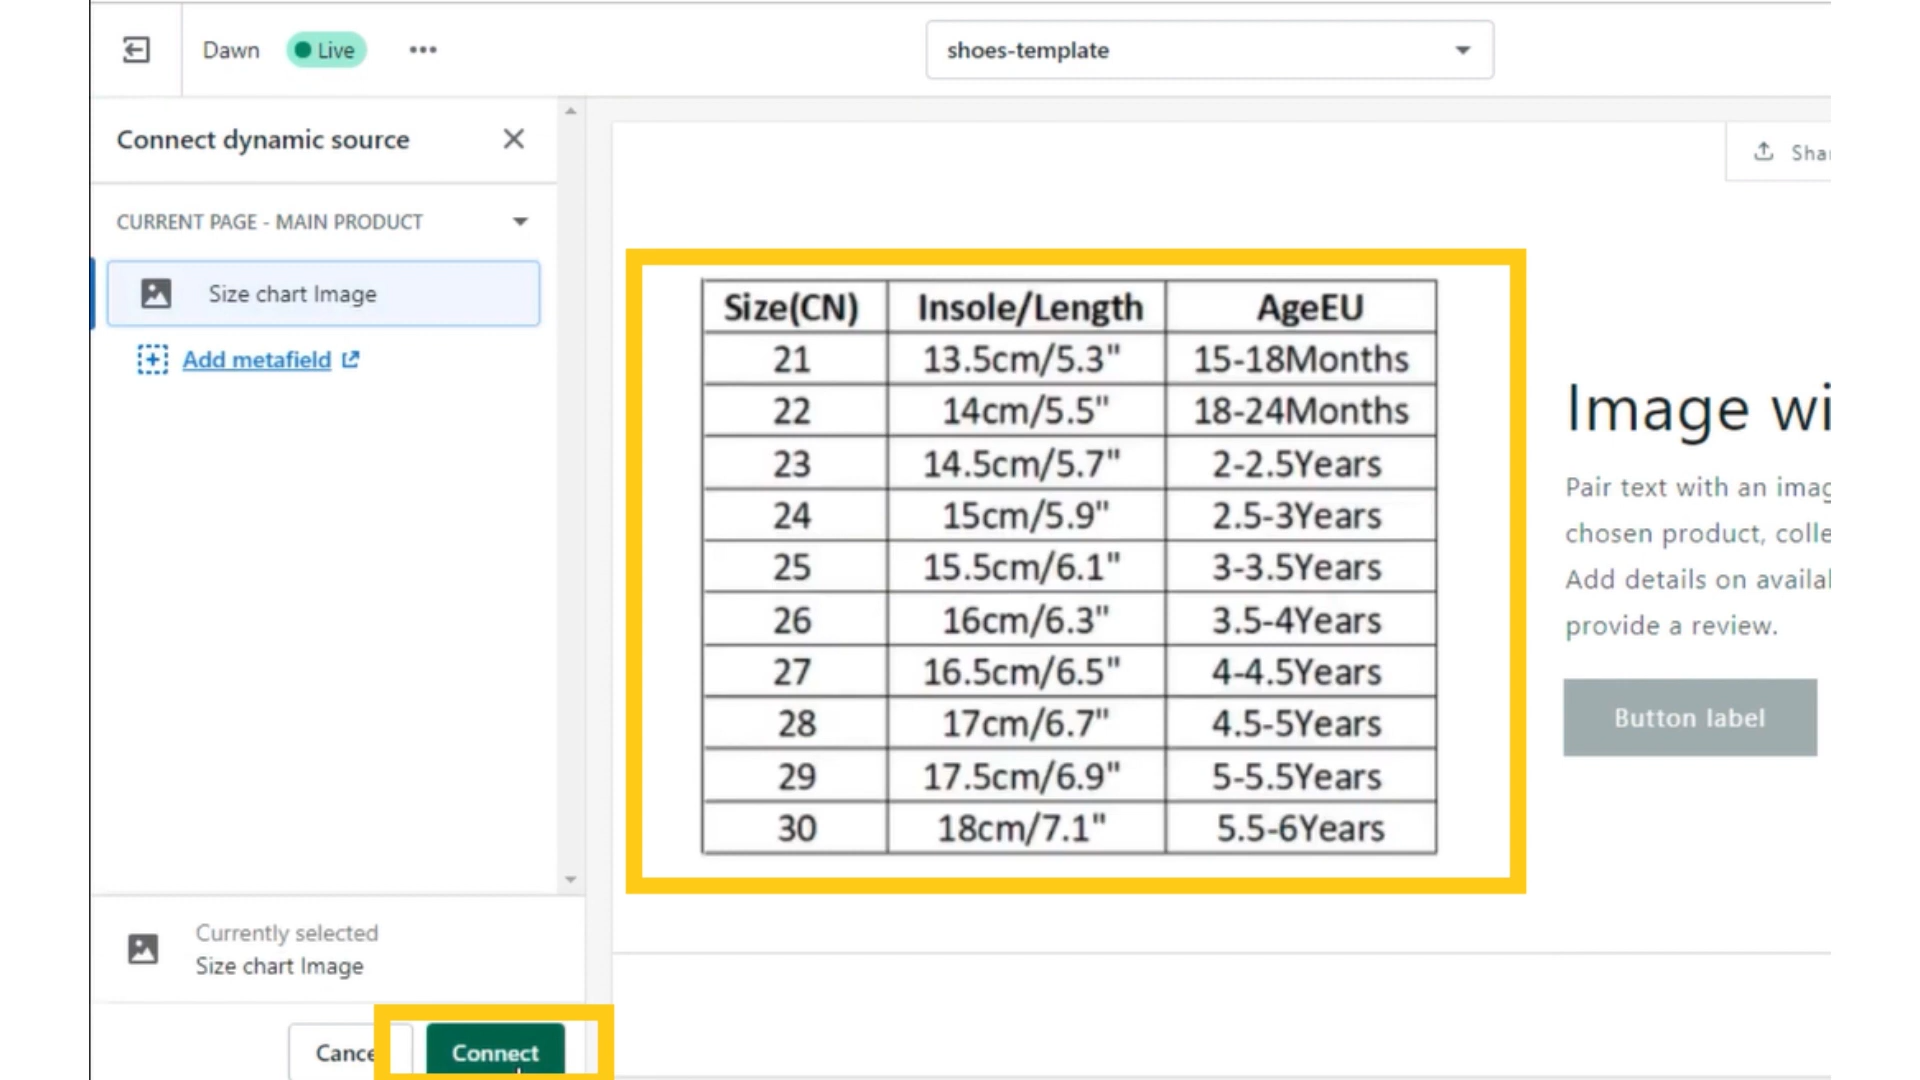 Dawn Live ••• shoes-template
Connect dynamic source
CURRENT PAGE - MAIN PRODUCT
Size chart Image
Add metafield
Currently selected
Size chart Image
Connect
Size(CN) Insole/Length AgeEU
21 13.5cm/5.3" 15-18Months
22 14cm/5.5" 18-24Months
23 14.5cm/5.7" 2-2.5Years
24 15cm/5.9" 2.5-3Years
25 15.5cm/6.1" 3-3.5Years
26 16cm/6.3" 3.5-4Years
27 16.5cm/6.5" 4-4.5Years
28 17cm/6.7" 4.5-5Years
29 17.5cm/6.9" 5-5.5Years
30 18cm/7.1" 5.5-6Years
Image
Pair text with an
chosen product,
Add details on
provide a review.
Button label